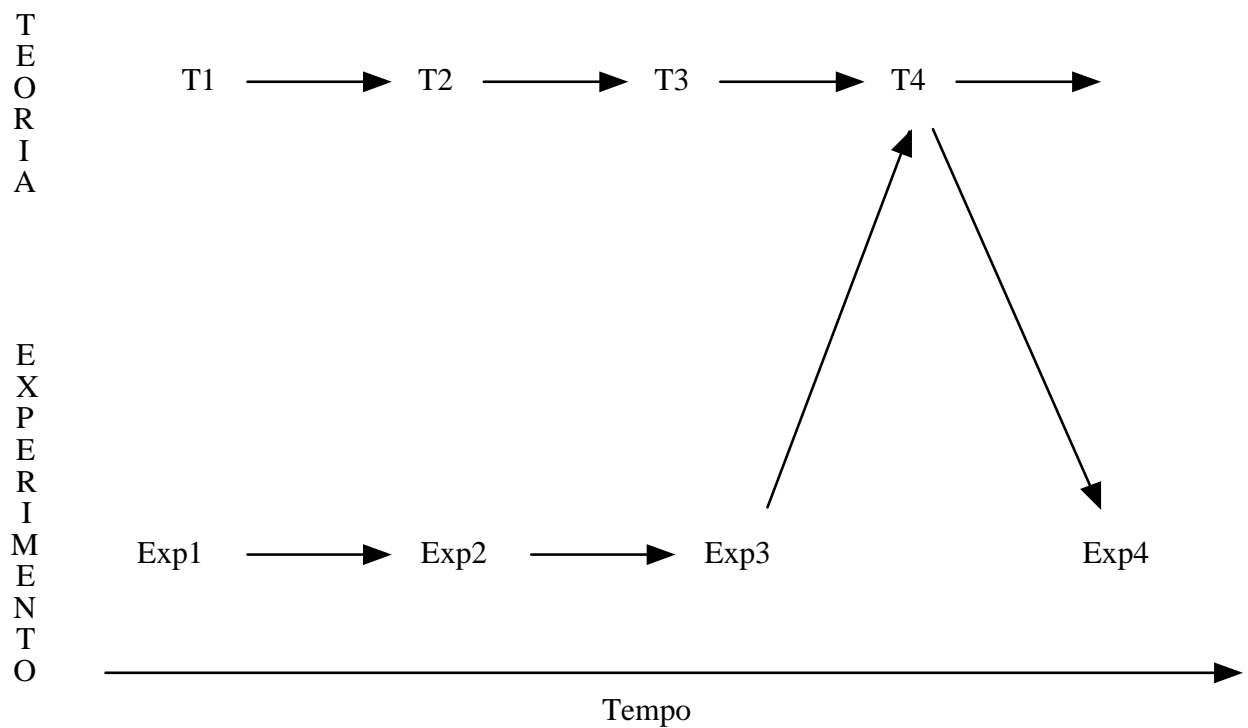 TEORIA
T1 T2 T3 T4
EXPERIMENTO
Exp1 Exp2 Exp3 Exp4
Tempo